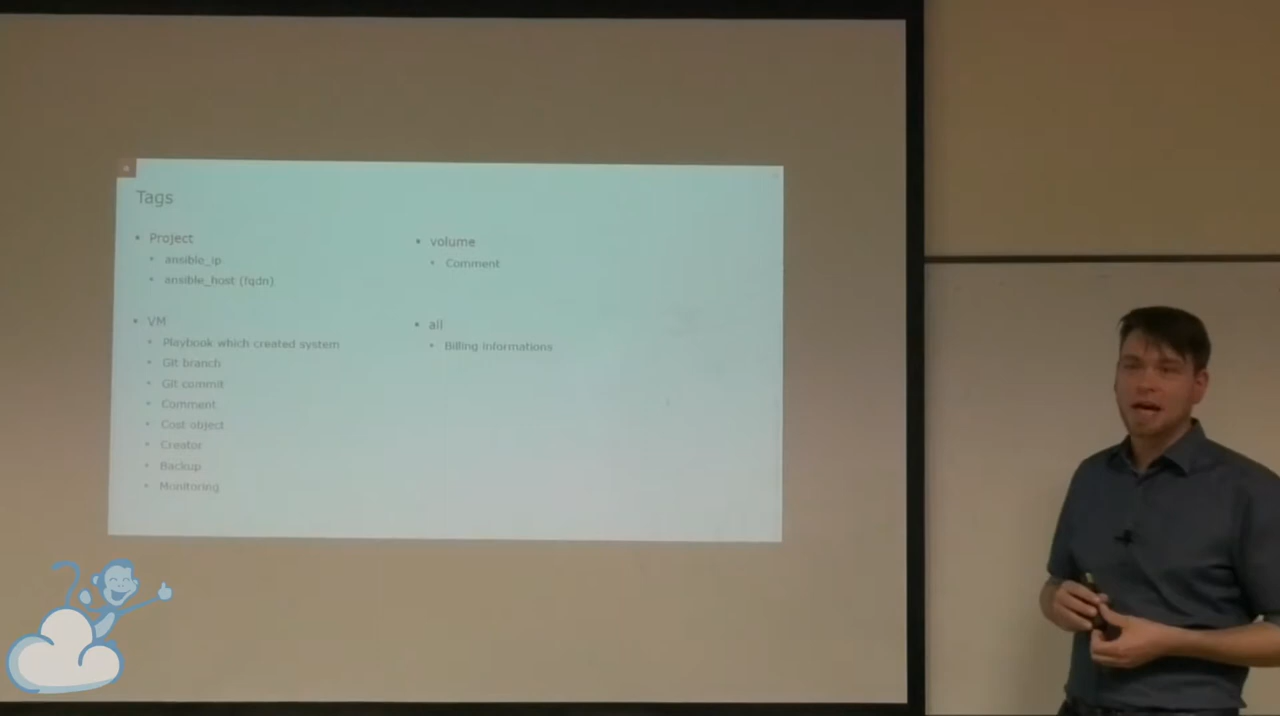 Tags
• Project
• ansible_ip
• ansible_host (fqdn)
• VM
• Playbook which created system
• Git branch
• Git commit
• Comment
• Cost object
• Creator
• Backup
• Monitoring
• volume
• Comment
• all
• Billing Informations